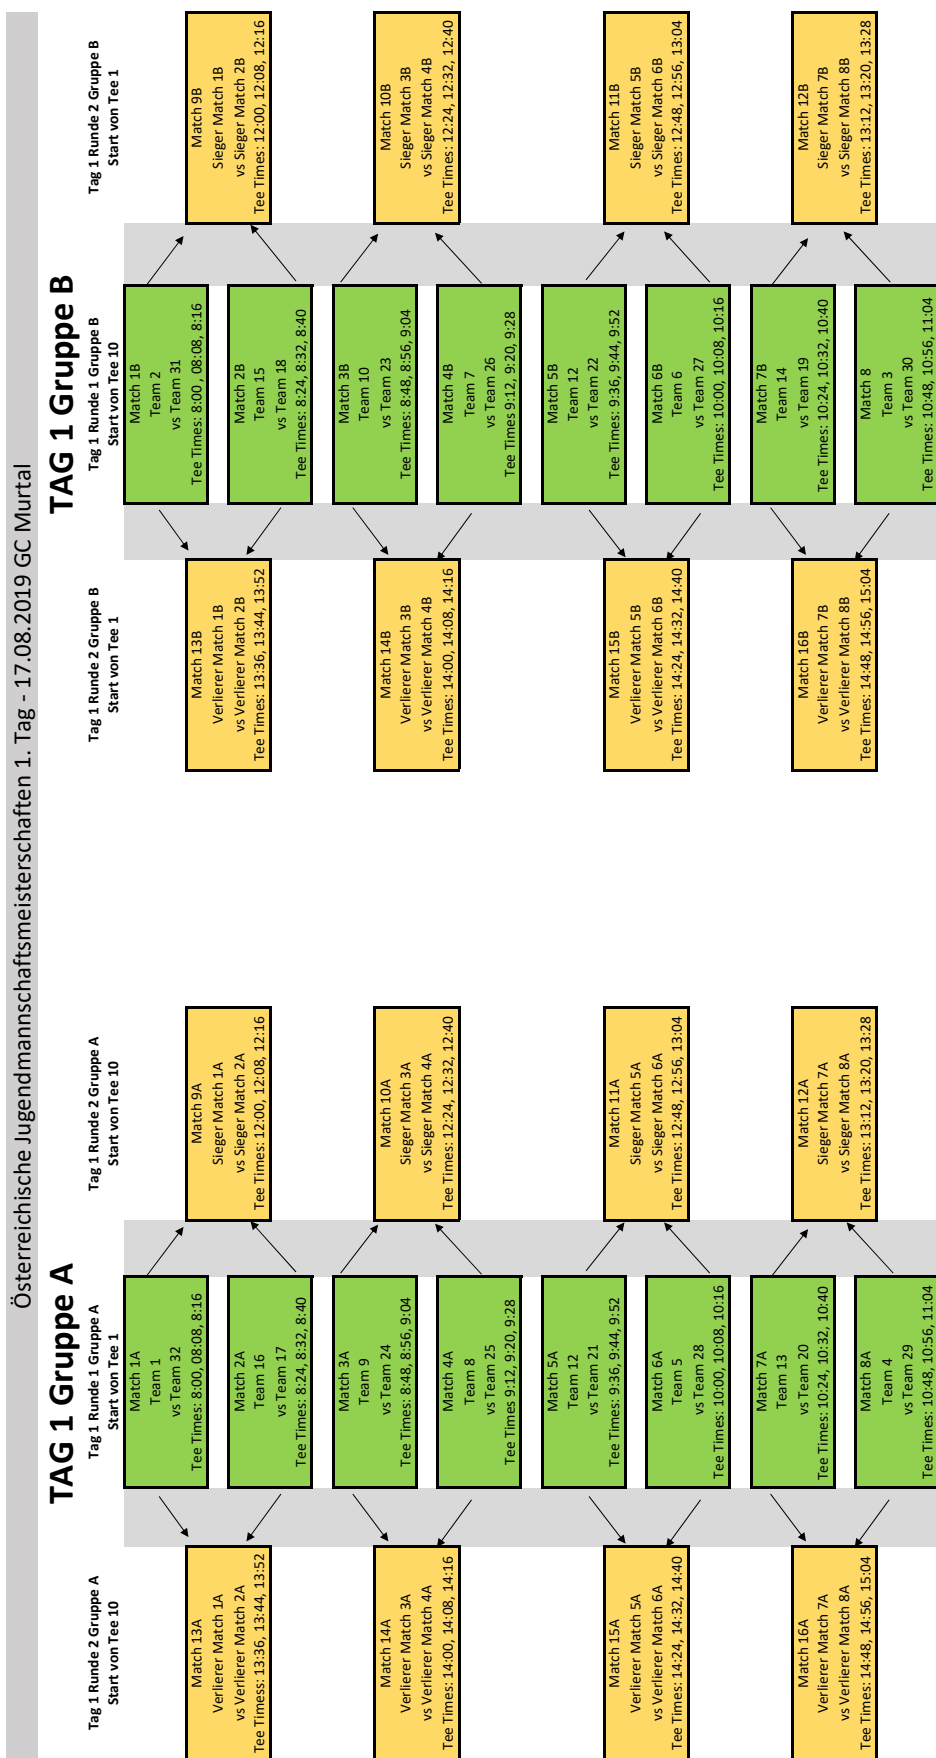 Österreichische Jugendmannschaftsmeisterschaften 1. Tag - 17.08.2019 GC Murtal
TAG 1 Gruppe A
Tag 1 Runde 2 Gruppe A
Start von Tee 10
Tag 1 Runde 1 Gruppe A
Start von Tee 1
Tag 1 Runde 2 Gruppe A
Start von Tee 10
Match 13A
Verlierer Match 1A
vs Verlierer Match 2A
Tee Timess: 13:36, 13:44, 13:52
Match 14A
Verlierer Match 3A
vs Verlierer Match 4A
Tee Times: 14:00, 14:08, 14:16
Match 15A
Verlierer Match 5A
vs Verlierer Match 6A
Tee Times: 14:24, 14:32, 14:40
Match 16A
Verlierer Match 7A
vs Verlierer Match 8A
Tee Times: 14:48, 14:56, 15:04
Match 1A
Team 1
vs Team 32
Tee Times: 8:00, 08:08, 8:16
Match 2A
Team 16
vs Team 17
Tee Times: 8:24, 8:32, 8:40
Match 3A
Team 9
vs Team 24
Tee Times: 8:48, 8:56, 9:04
Match 4A
Team 8
vs Team 25
Tee Times 9:12, 9:20, 9:28
Match 5A
Team 12
vs Team 21
Tee Times: 9:36, 9:44, 9:52
Match 6A
Team 5
vs Team 28
Tee Times: 10:00, 10:08, 10:16
Match 7A
Team 13
vs Team 20
Tee Times: 10:24, 10:32, 10:40
Match 8A
Team 4
vs Team 29
Tee Times: 10:48, 10:56, 11:04
Match 9A
Sieger Match 1A
vs Sieger Match 2A
Tee Times: 12:00, 12:08, 12:16
Match 10A
Sieger Match 3A
vs Sieger Match 4A
Tee Times: 12:24, 12:32, 12:40
Match 11A
Sieger Match 5A
vs Sieger Match 6A
Tee Times: 12:48, 12:56, 13:04
Match 12A
Sieger Match 7A
vs Sieger Match 8A
Tee Times: 13:12, 13:20, 13:28
TAG 1 Gruppe B
Tag 1 Runde 2 Gruppe B
Start von Tee 1
Tag 1 Runde 1 Gruppe B
Start von Tee 10
Tag 1 Runde 2 Gruppe B
Start von Tee 1
Match 13B
Verlierer Match 1B
vs Verlierer Match 2B
Tee Times: 13:36, 13:44, 13:52
Match 14B
Verlierer Match 3B
vs Verlierer Match 4B
Tee Times: 14:00, 14:08, 14:16
Match 15B
Verlierer Match 5B
vs Verlierer Match 6B
Tee Times: 14:24, 14:32, 14:40
Match 16B
Verlierer Match 7B
vs Verlierer Match 8B
Tee Times: 14:48, 14:56, 15:04
Match 1B
Team 2
vs Team 31
Tee Times: 8:00 , 08:08, 8:16
Match 2B
Team 15
vs Team 18
Tee Times: 8:24, 8:32, 8:40
Match 3B
Team 10
vs Team 23
Tee Times: 8:48, 8:56, 9:04
Match 4B
Team 7
vs Team 26
Tee Times 9:12, 9:20, 9:28
Match 5B
Team 12
vs Team 22
Tee Times: 9:36, 9:44, 9:52
Match 6B
Team 6
vs Team 27
Tee Times: 10:00, 10:08, 10:16
Match 7B
Team 14
vs Team 19
Tee Times: 10:24, 10:32, 10:40
Match 8
Team 3
vs Team 30
Tee Times: 10:48, 10:56, 11:04
Match 9B
Sieger Match 1B
vs Sieger Match 2B
Tee Times: 12:00, 12:08, 12:16
Match 10B
Sieger Match 3B
vs Sieger Match 4B
Tee Times: 12:24, 12:32, 12:40
Match 11B
Sieger Match 5B
vs Sieger Match 6B
Tee Times: 12:48, 12:56, 13:04
Match 12B
Sieger Match 7B
vs Sieger Match 8B
Tee Times: 13:12, 13:20, 13:28